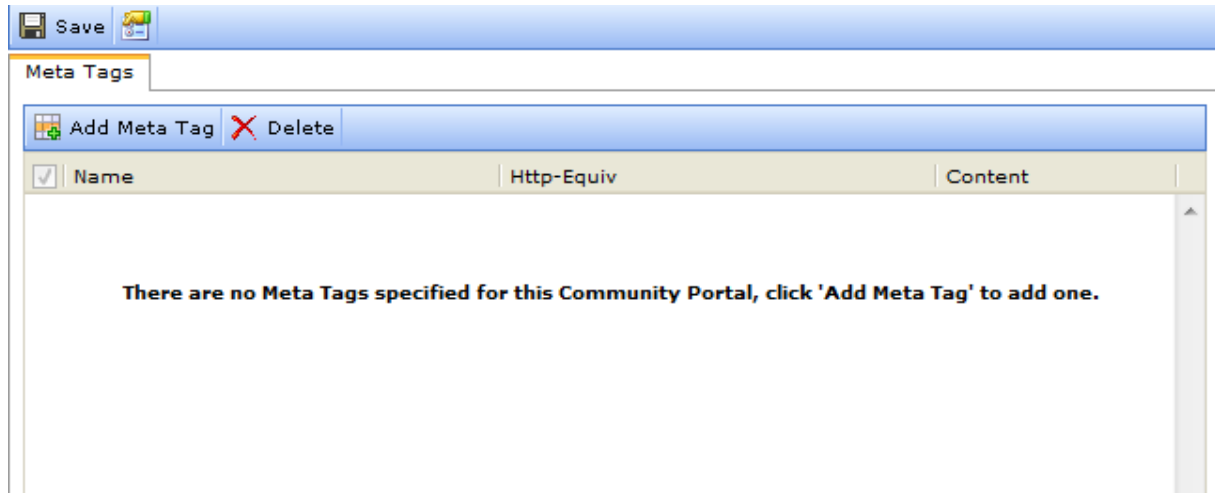 Save
Meta Tags
Add Meta Tag Delete
Name Http-Equiv Content
There are no Meta Tags specified for this Community Portal, click 'Add Meta Tag' to add one.